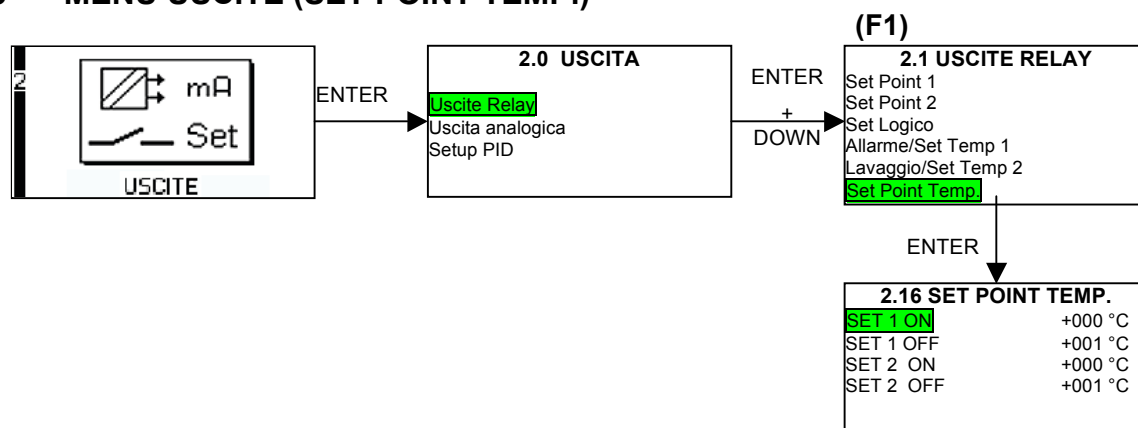 MENU USCITE (SET POINT TEMP.)
(F1)
2
mA
Set
USCITE
ENTER
2.0 USCITA
Uscite Relay
Uscita analogica
Setup PID
ENTER
+
DOWN
2.1 USCITE RELAY
Set Point 1
Set Point 2
Set Logico
Allarme/Set Temp 1
Lavaggio/Set Temp 2
Set Point Temp.
ENTER
2.16 SET POINT TEMP.
SET 1 ON +000 °C
SET 1 OFF +001 °C
SET 2 ON +000 °C
SET 2 OFF +001 °C